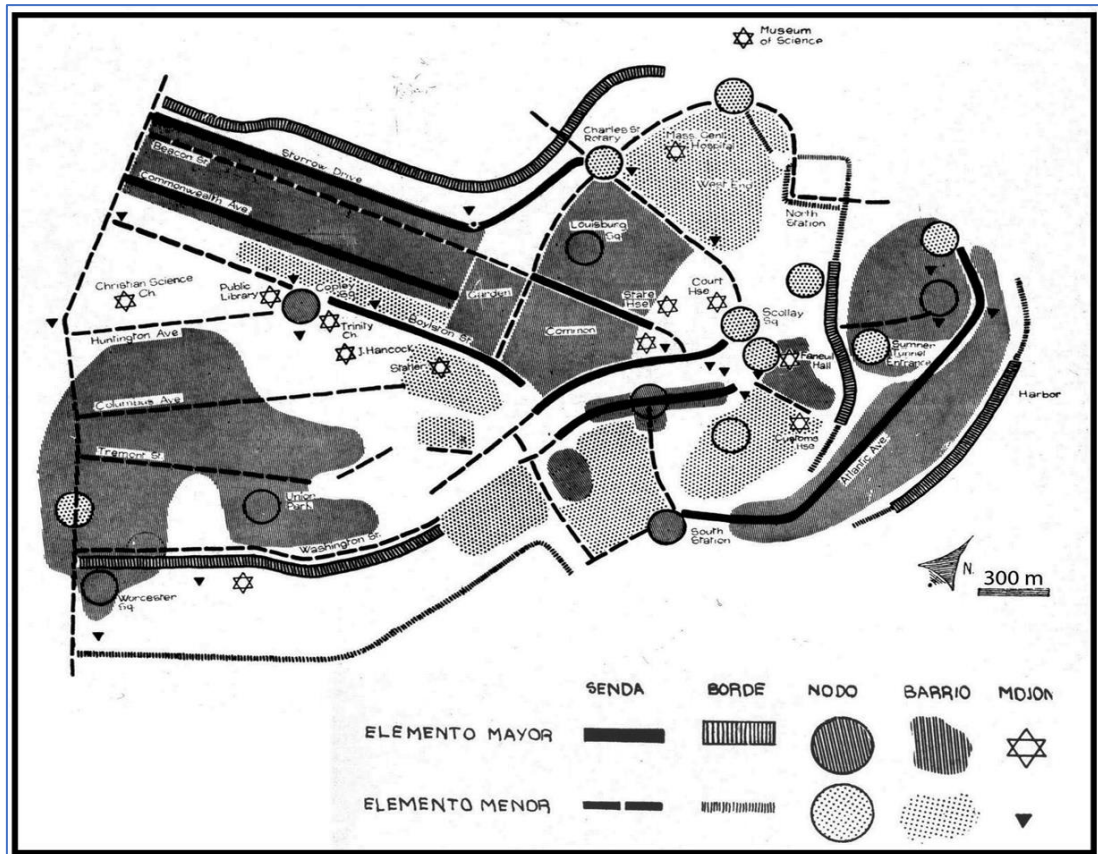 Museum
of Science
Charles St.
Rotary
Mass. Genl.
Hospital
Beacon St.
Storrow Drive
West End
Commonwealth Ave.
Louisburg
Sq
North
Station
Christian Science
Ch.
Public
Library
Copley
Sq.
Garden
State
Hse
Court
Hse
Scollay
Sq
Common
Boylston St.
Trinity
Ch.
Huntington Ave
J. Hancock
Statler
Faneuil
Hall
Sumner
Tunnel
Entrance
Harbor
Columbus Ave
Customs
Hse
Atlantic Ave.
Tremont St.
Union
Park
Washington St.
South
Station
Worcester
Sq
N.
300 m
SENDA BORDE NODO BARRIO MOJON
ELEMENTO MAYOR
ELEMENTO MENOR